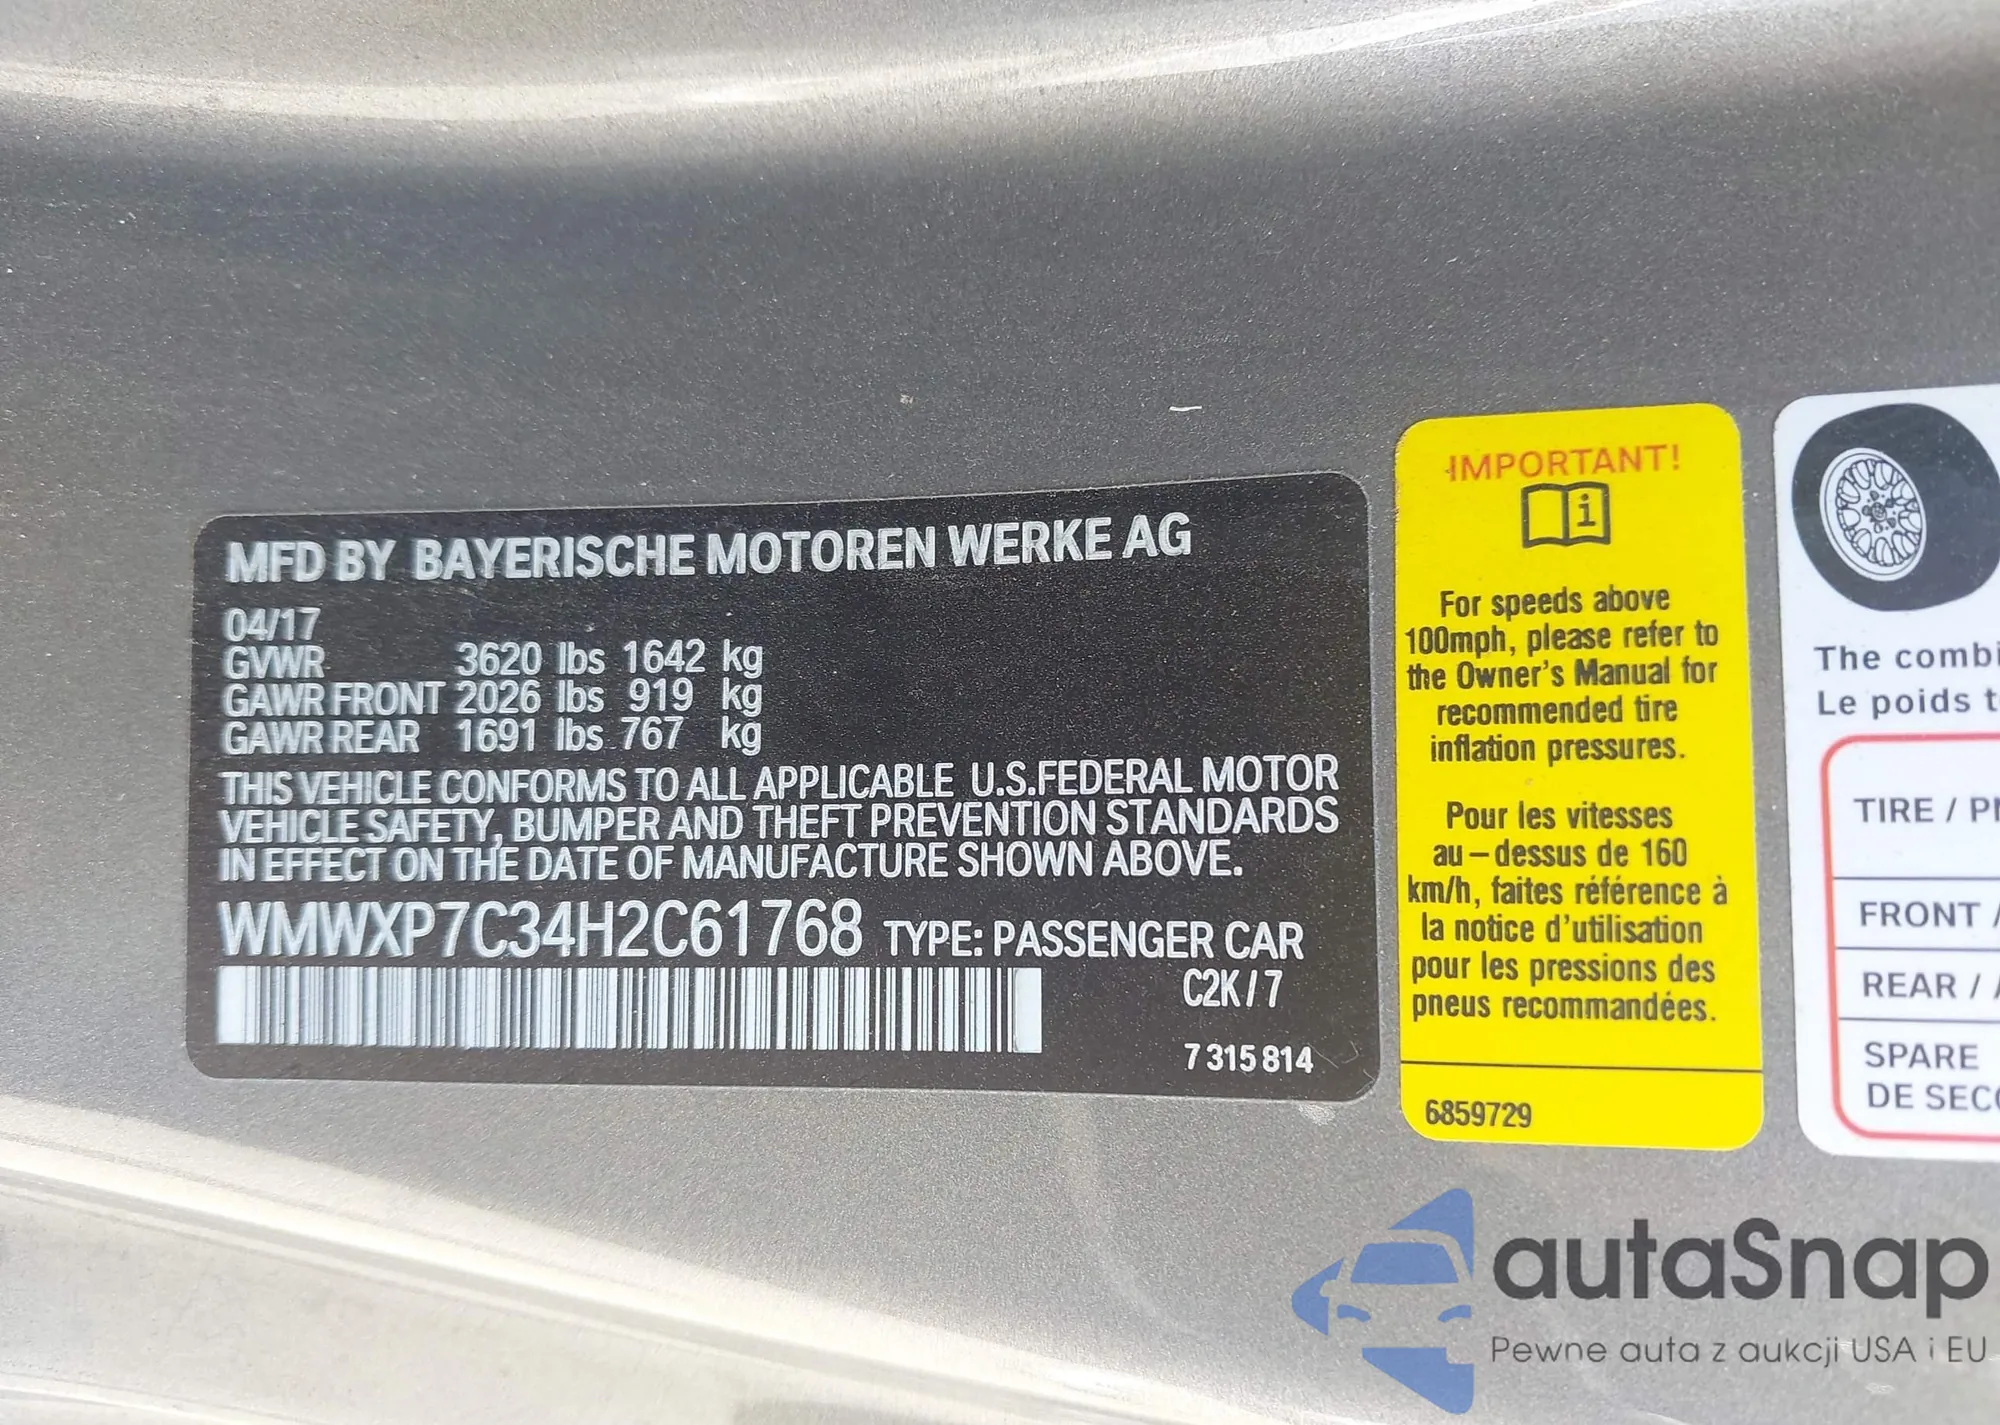 MFD BY BAYERISCHE MOTOREN WERKE AG
04/17
GVWR 3620 lbs 1642 kg
GAWR FRONT 2026 lbs 919 kg
GAWR REAR 1691 lbs 767 kg
THIS VEHICLE CONFORMS TO ALL APPLICABLE U.S.FEDERAL MOTOR
VEHICLE SAFETY, BUMPER AND THEFT PREVENTION STANDARDS
IN EFFECT ON THE DATE OF MANUFACTURE SHOWN ABOVE.
WMWXP7C34H2C61768 TYPE: PASSENGER CAR
C2K/7
7 315 814
IMPORTANT!
i
For speeds above
100mph, please refer to
the Owner's Manual for
recommended tire
inflation pressures.
Pour les vitesses
au-dessus de 160
km/h, faites référence à
la notice d'utilisation
pour les pressions des
pneus recommandées.
6859729
The combi
Le poids t
TIRE / PN
FRONT /
REAR / A
SPARE
DE SECO
autaSnap
Pewne auta z aukcji USA i EU